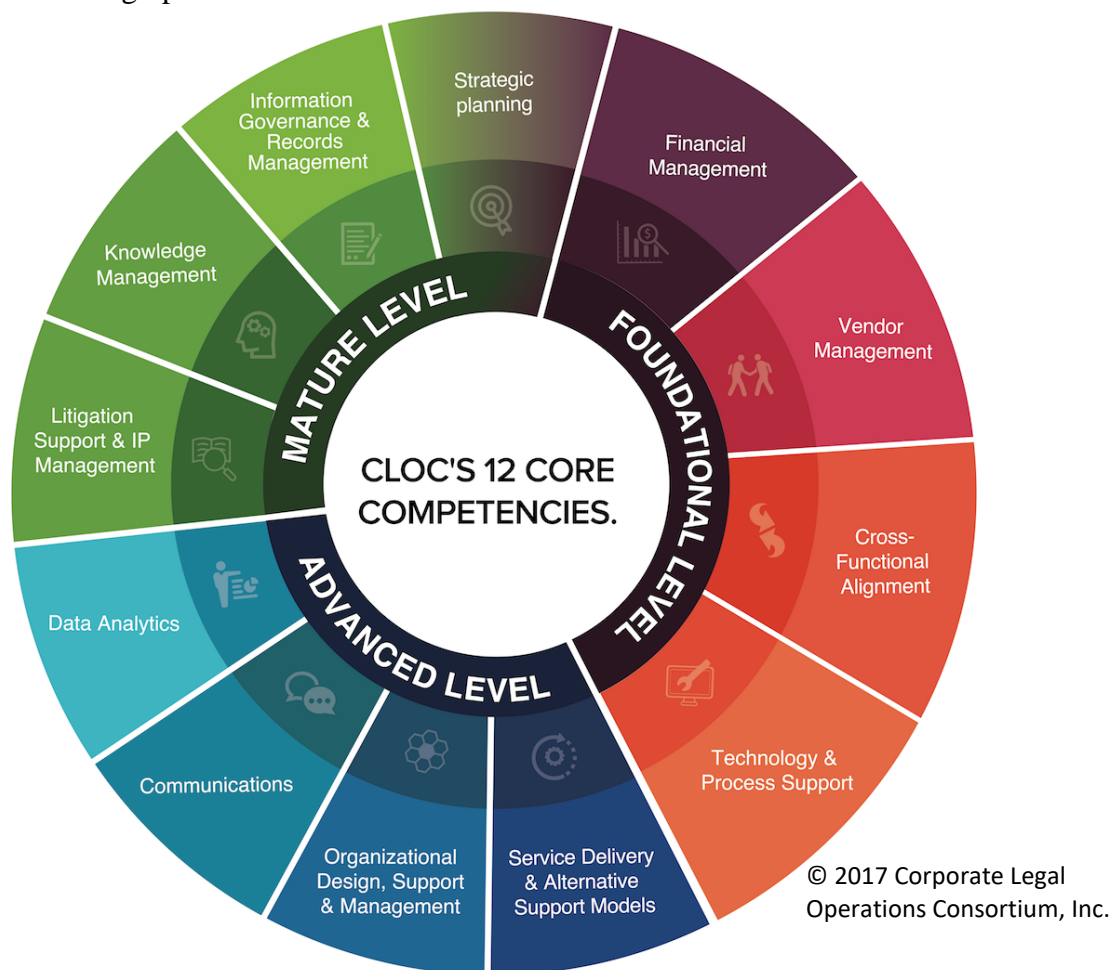 Strategic
planning
Financial
Management
Vendor
Management
Cross-
Functional
Alignment
Technology &
Process Support
Service Delivery
& Alternative
Support Models
Organizational
Design, Support
& Management
Communications
Data Analytics
Litigation
Support & IP
Management
Knowledge
Management
Information
Governance &
Records
Management
MATURE LEVEL
FOUNDATIONAL LEVEL
ADVANCED LEVEL
CLOC'S 12 CORE
COMPETENCIES.
© 2017 Corporate Legal
Operations Consortium, Inc.